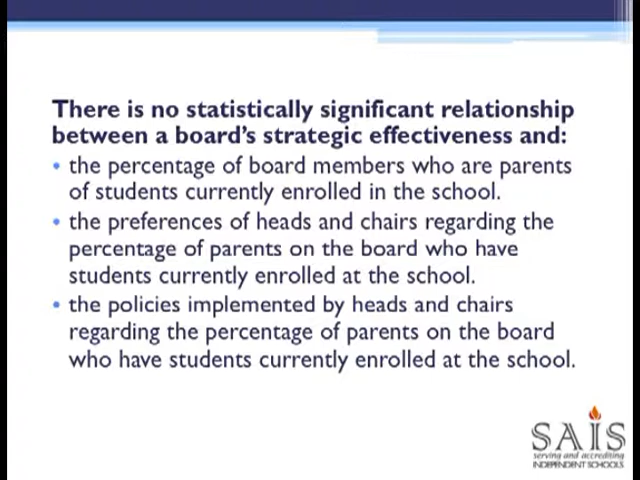 There is no statistically significant relationship
between a board's strategic effectiveness and:
• the percentage of board members who are parents
of students currently enrolled in the school.
• the preferences of heads and chairs regarding the
percentage of parents on the board who have
students currently enrolled at the school.
• the policies implemented by heads and chairs
regarding the percentage of parents on the board
who have students currently enrolled at the school.
SAIS
serving and accrediting
INDEPENDENT SCHOOLS